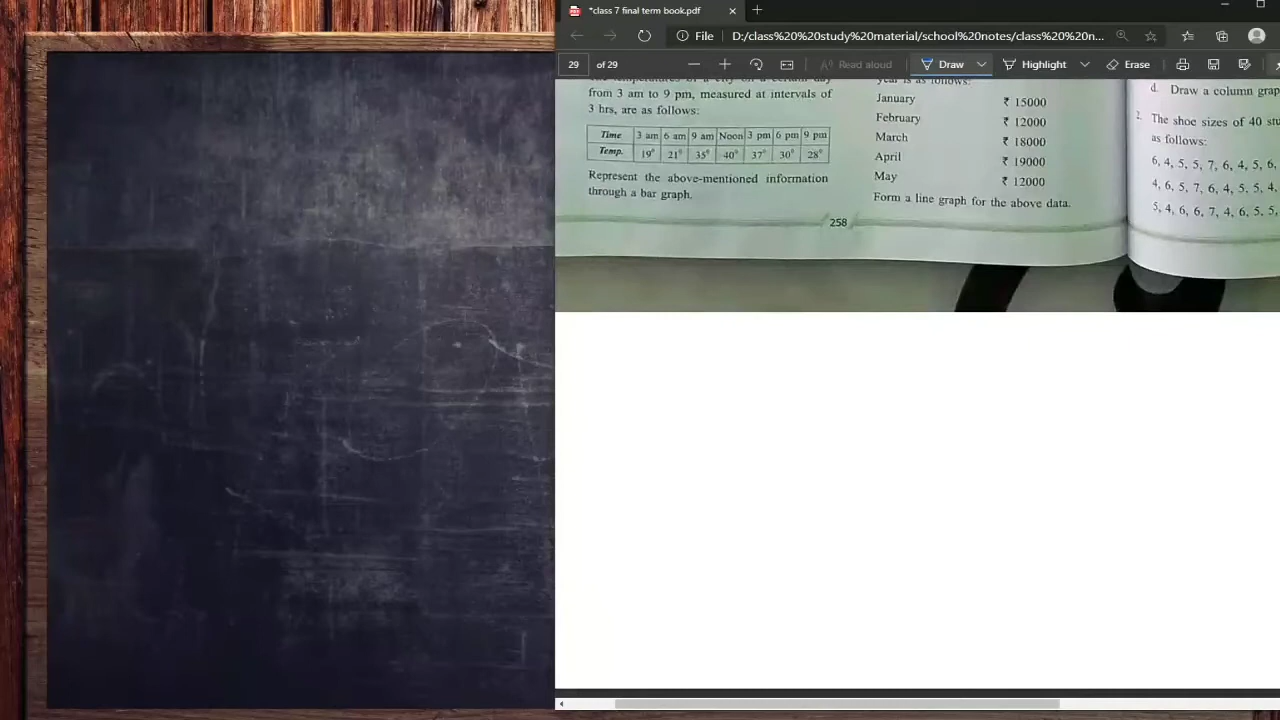 *class 7 final term book.pdf
File D:/class%20%20study%20material/school%20notes/class%20%20n...
29 of 29 Read aloud Draw Highlight Erase
from 3 am to 9 pm, measured at intervals of
3 hrs, are as follows:
Time 3 am 6 am 9 am Noon 3 pm 6 pm 9 pm
Temp. 19° 21° 35° 40° 37° 30° 28°
Represent the above-mentioned information
through a bar graph.
year is as follows:
January ₹ 15000
February ₹ 12000
March ₹ 18000
April ₹ 19000
May ₹ 12000
Form a line graph for the above data.
258
d. Draw a column grap
2. The shoe sizes of 40 stu
as follows:
6, 4, 5, 5, 7, 6, 4, 5, 6,
4, 6, 5, 7, 6, 4, 5, 5, 4,
5, 4, 6, 6, 7, 4, 6, 5, 5,